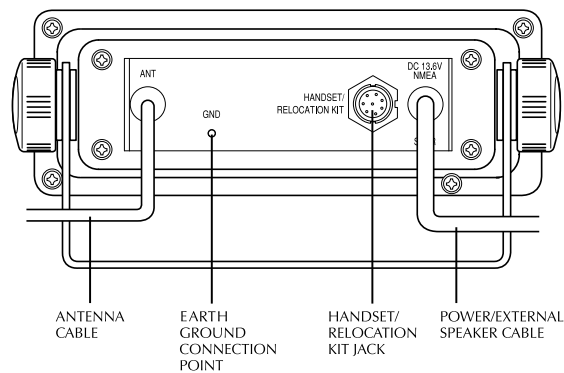 ANT
GND
HANDSET/
RELOCATION KIT
DC 13.6V
NMEA
ANTENNA
CABLE
EARTH
GROUND
CONNECTION
POINT
HANDSET/
RELOCATION
KIT JACK
POWER/EXTERNAL
SPEAKER CABLE